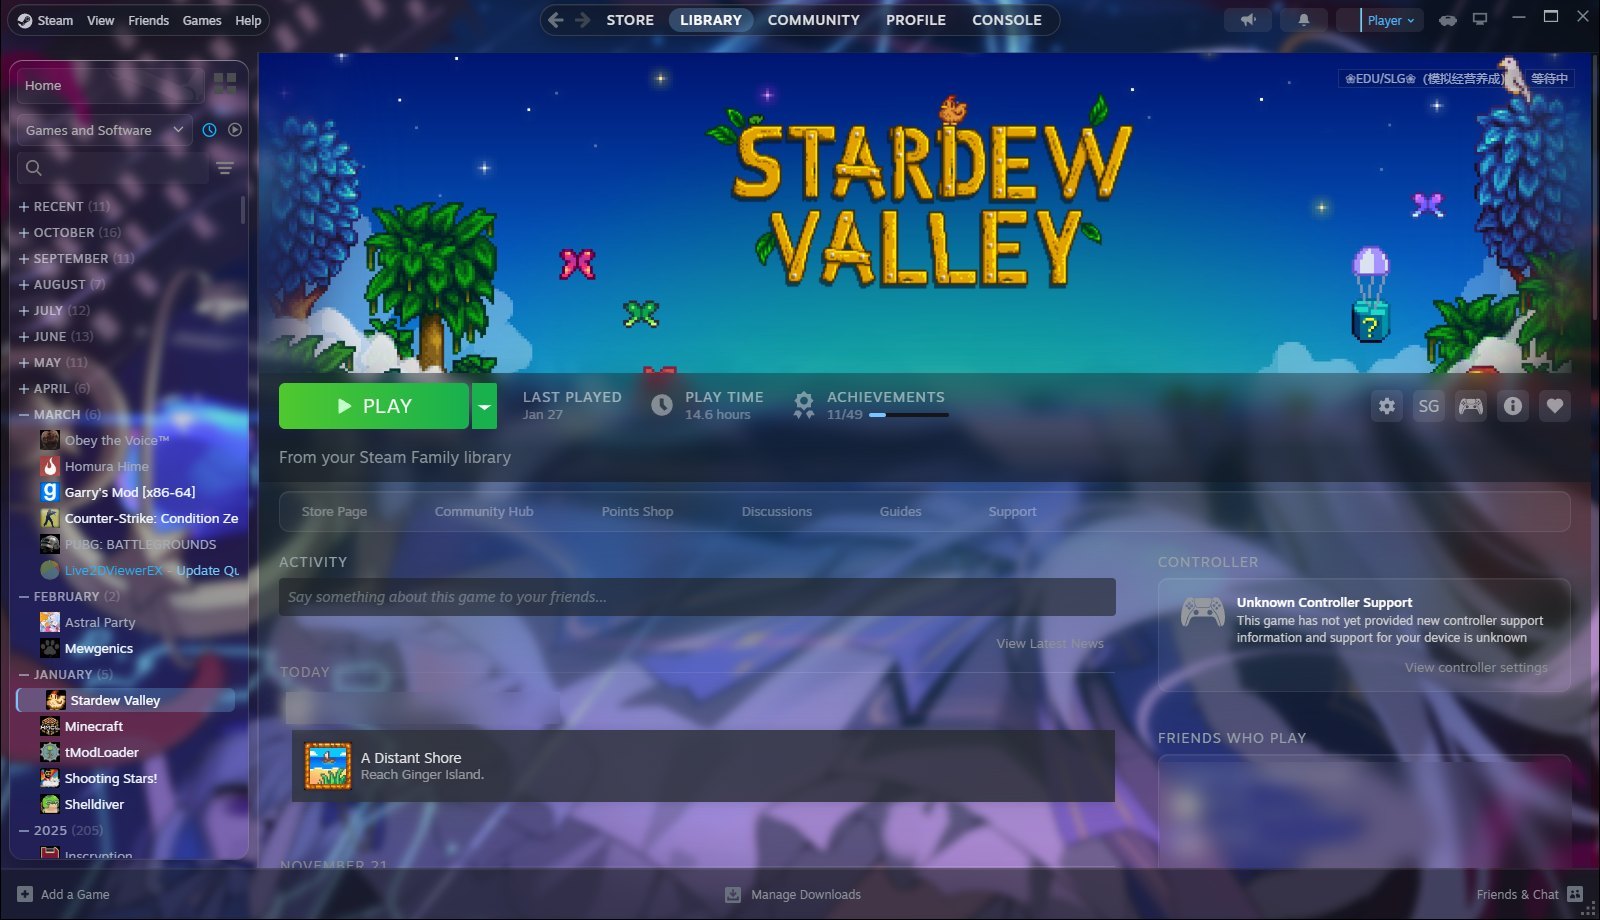 Steam View Friends Games Help
STORE LIBRARY COMMUNITY PROFILE CONSOLE
Player
Home
Games and Software
+ RECENT (11)
+ OCTOBER (16)
+ SEPTEMBER (11)
+ AUGUST (7)
+ JULY (12)
+ JUNE (13)
+ MAY (11)
+ APRIL (6)
— MARCH (6)
Obey the Voice™
Homura Hime
Garry's Mod [x86-64]
Counter-Strike: Condition Ze
PUBG: BATTLEGROUNDS
Live2DViewerEX - Update Qu
— FEBRUARY (2)
Astral Party
Mewgenics
— JANUARY (5)
Stardew Valley
Minecraft
tModLoader
Shooting Stars!
Shelldiver
— 2025 (205)
Inscryption
❀EDU/SLG❀（模拟经营养成） 等待中
STARDEW
VALLEY
?
PLAY
LAST PLAYED
Jan 27
PLAY TIME
14.6 hours
ACHIEVEMENTS
11/49
SG
From your Steam Family library
Store Page Community Hub Points Shop Discussions Guides Support
ACTIVITY
Say something about this game to your friends...
View Latest News
TODAY
A Distant Shore
Reach Ginger Island.
NOVEMBER 21
CONTROLLER
Unknown Controller Support
This game has not yet provided new controller support
information and support for your device is unknown
View controller settings
FRIENDS WHO PLAY
Add a Game
Manage Downloads
Friends & Chat